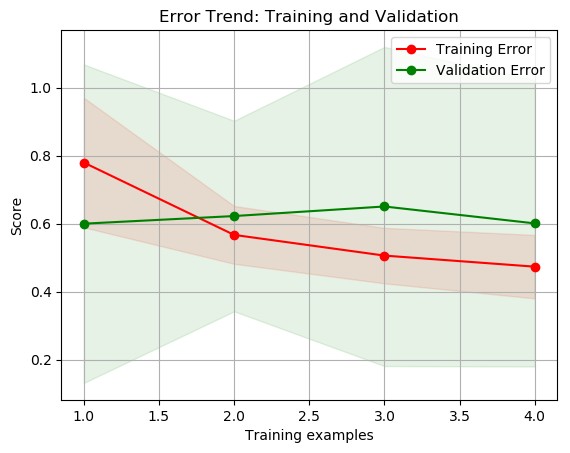 Error Trend: Training and Validation
Training Error
Validation Error
Score
1.0
0.8
0.6
0.4
0.2
1.0 1.5 2.0 2.5 3.0 3.5 4.0
Training examples